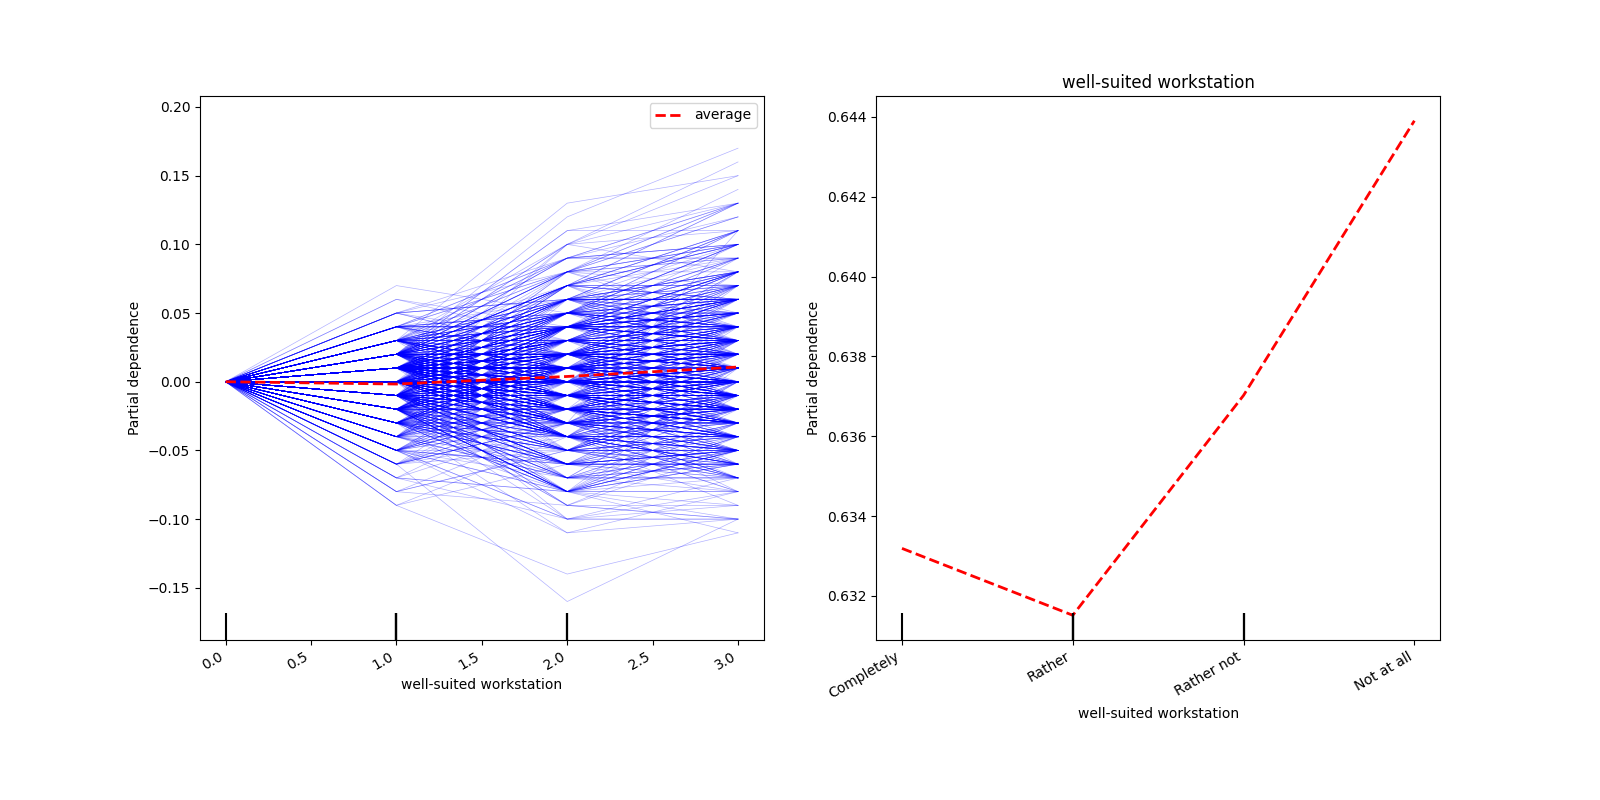 0.20
0.15
0.10
0.05
0.00
−0.05
−0.10
−0.15
Partial dependence
average
0.0
0.5
1.0
1.5
2.0
2.5
3.0
well-suited workstation
well-suited workstation
0.644
0.642
0.640
0.638
0.636
0.634
0.632
Partial dependence
Completely
Rather
Rather not
Not at all
well-suited workstation